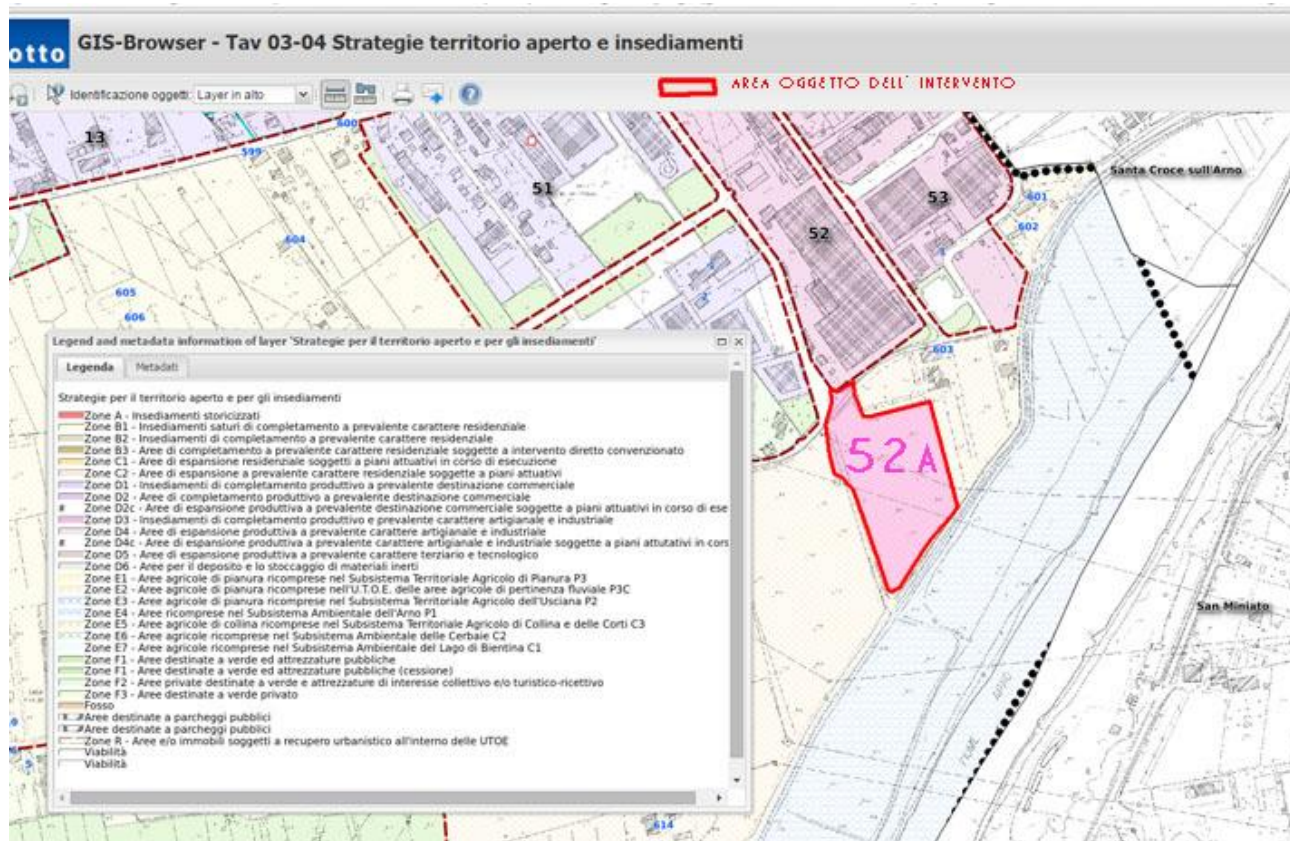 otto
GIS-Browser - Tav 03-04 Strategie territorio aperto e insediamenti
Identificazione oggetti: Layer in alto
AREA OGGETTO DELL' INTERVENTO
13
600
599
51
53
Santa Croce sull'Arno
601
602
52
604
605
606
603
52A
Legend and metadata information of layer 'Strategie per il territorio aperto e per gli insediamenti'
Legenda
Metadati
Strategie per il territorio aperto e per gli insediamenti
Zone A - Insediamenti storicizzati
Zone B1 - Insediamenti saturi di completamento a prevalente carattere residenziale
Zone B2 - Insediamenti di completamento a prevalente carattere residenziale
Zone B3 - Aree di completamento a prevalente carattere residenziale soggette a intervento diretto convenzionato
Zone C1 - Aree di espansione residenziale soggetti a piani attuativi in corso di esecuzione
Zone C2 - Aree di espansione a prevalente carattere residenziale soggette a piani attuativi
Zone D1 - Insediamenti di completamento produttivo a prevalente destinazione commerciale
Zone D2 - Aree di completamento produttivo a prevalente destinazione commerciale
Zone D2c - Aree di espansione produttiva a prevalente destinazione commerciale soggette a piani attuativi in corso di ese
Zone D3 - Insediamenti di completamento produttivo e prevalente carattere artigianale e industriale
Zone D4 - Aree di espansione produttiva a prevalente carattere artigianale e industriale
Zone D4c - Aree di espansione produttiva a prevalente carattere artigianale e industriale soggette a piani attutativi in cors
Zone D5 - Aree di espansione produttiva a prevalente carattere terziario e tecnologico
Zone D6 - Aree per il deposito e lo stoccaggio di materiali inerti
Zone E1 - Aree agricole di pianura ricomprese nel Subsistema Territoriale Agricolo di Pianura P3
Zone E2 - Aree agricole di pianura ricomprese nell'U.T.O.E. delle aree agricole di pertinenza fluviale P3C
Zone E3 - Aree agricole di pianura ricomprese nel Subsistema Territoriale Agricolo dell'Usciana P2
Zone E4 - Aree ricomprese nel Subsistema Ambientale dell'Arno P1
Zone E5 - Aree agricole di collina ricomprese nel Subsistema Territoriale Agricolo di Collina e delle Corti C3
Zone E6 - Aree agricole ricomprese nel Subsistema Ambientale delle Cerbaie C2
Zone E7 - Aree agricole ricomprese nel Subsistema Ambientale del Lago di Bientina C1
Zone F1 - Aree destinate a verde ed attrezzature pubbliche
Zone F1 - Aree destinate a verde ed attrezzature pubbliche (cessione)
Zone F2 - Aree private destinate a verde e attrezzature di interesse collettivo e/o turistico-ricettivo
Zone F3 - Aree destinate a verde privato
Fosso
Aree destinate a parcheggi pubblici
Aree destinate a parcheggi pubblici
Zone R - Aree e/o immobili soggetti a recupero urbanistico all'interno delle UTOE
Viabilità
Viabilità
San Miniato
FIUME ARNO
614